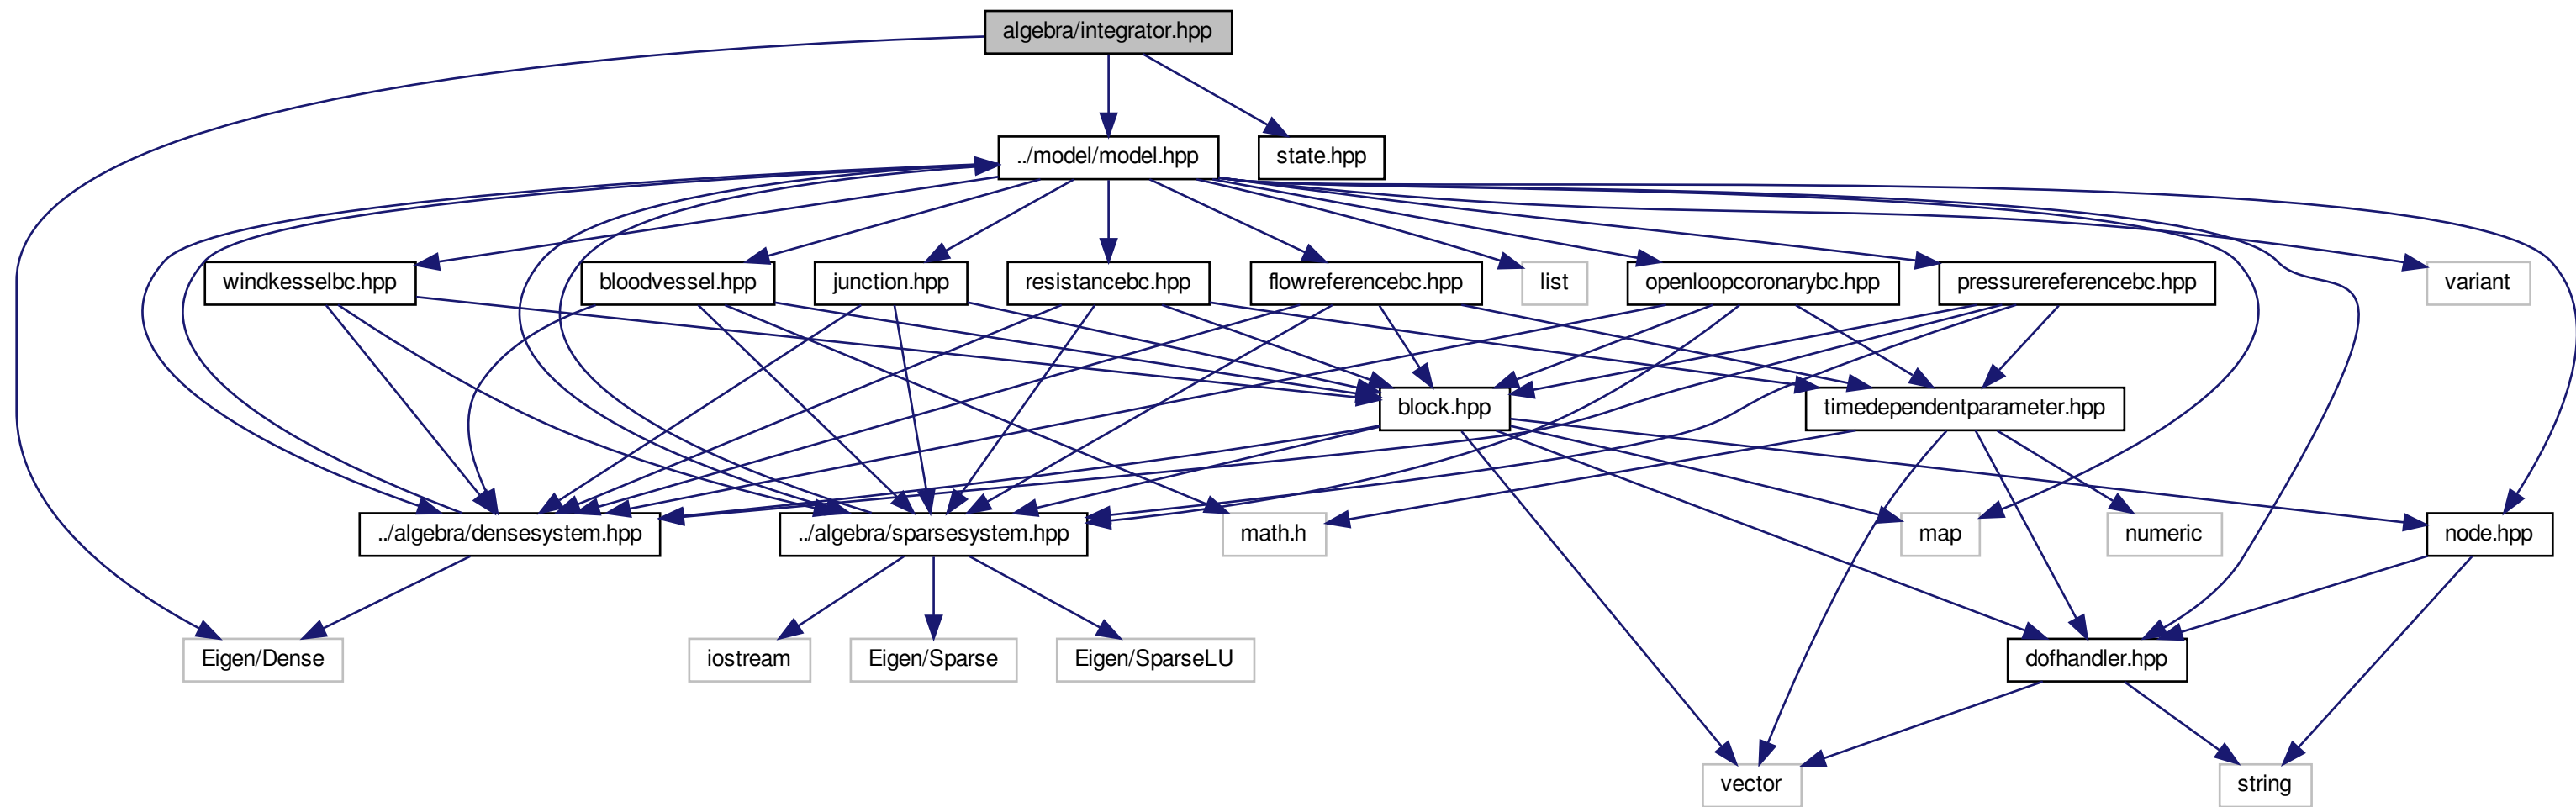 algebra/integrator.hpp
../model/model.hpp
state.hpp
windkesselbc.hpp
bloodvessel.hpp
junction.hpp
resistancebc.hpp
flowreferencebc.hpp
list
openloopcoronarybc.hpp
pressurereferencebc.hpp
variant
block.hpp
timedependentparameter.hpp
../algebra/densesystem.hpp
../algebra/sparsesystem.hpp
math.h
map
numeric
node.hpp
Eigen/Dense
iostream
Eigen/Sparse
Eigen/SparseLU
dofhandler.hpp
vector
string